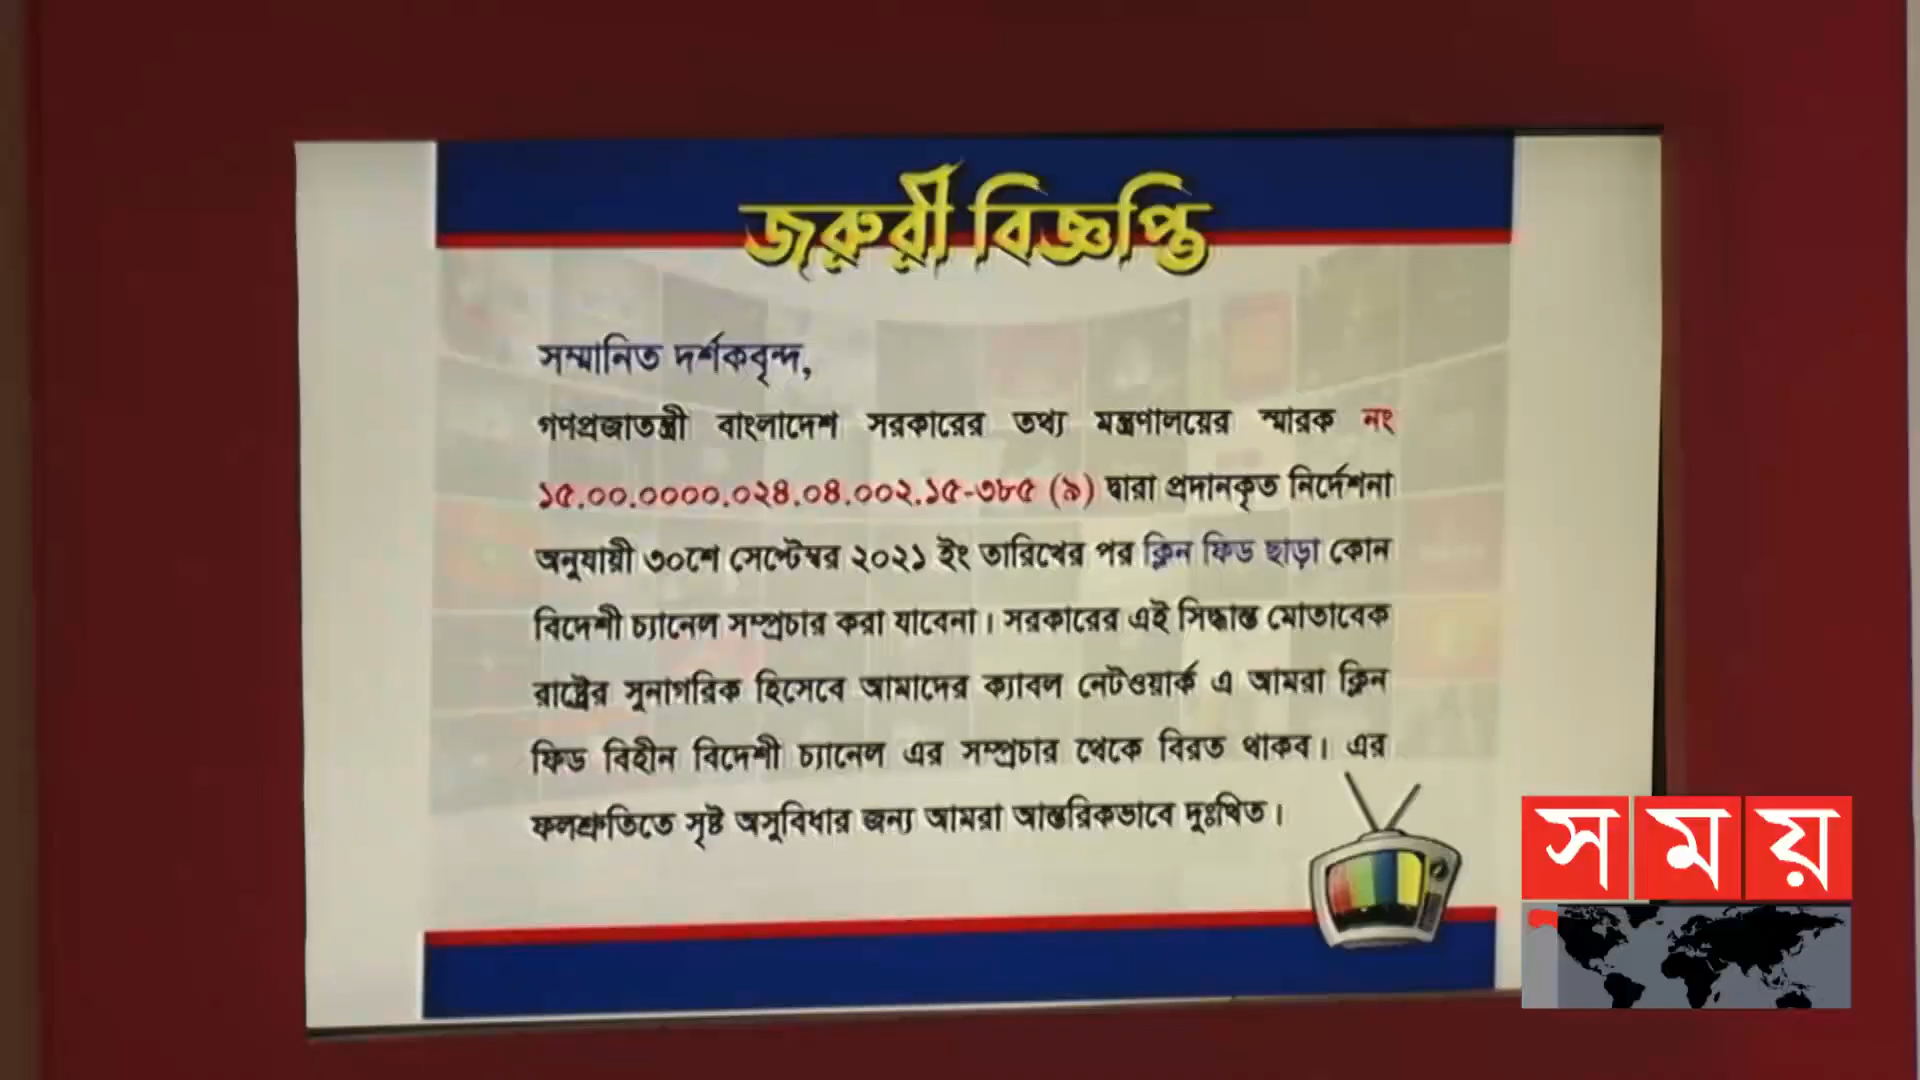 জরুরী বিজ্ঞপ্তি
সম্মানিত দর্শকবৃন্দ,
গণপ্রজাতন্ত্রী বাংলাদেশ সরকারের তথ্য মন্ত্রণালয়ের স্মারক নং
১৫.০০.০০০০.০২৪.০৪.০০২.১৫-৩৮৫ (৯) দ্বারা প্রদানকৃত নির্দেশনা
অনুযায়ী ৩০শে সেপ্টেম্বর ২০২১ ইং তারিখের পর ক্লিন ফিড ছাড়া কোন
বিদেশী চ্যানেল সম্প্রচার করা যাবেনা। সরকারের এই সিদ্ধান্ত মোতাবেক
রাষ্ট্রের সুনাগরিক হিসেবে আমাদের ক্যাবল নেটওয়ার্ক এ আমরা ক্লিন
ফিড বিহীন বিদেশী চ্যানেল এর সম্প্রচার থেকে বিরত থাকব। এর
ফলশ্রুতিতে সৃষ্ট অসুবিধার জন্য আমরা আন্তরিকভাবে দুঃখিত।
সময়